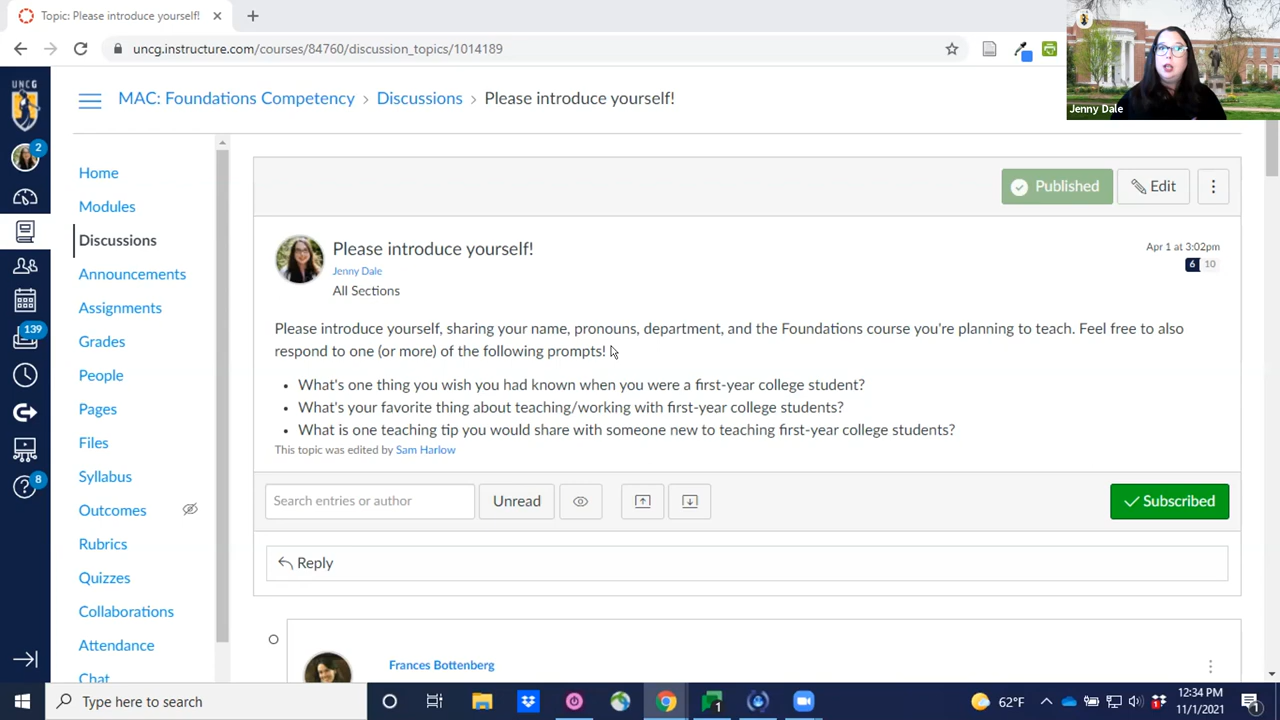 Topic: Please introduce yourself!
uncg.instructure.com/courses/84760/discussion_topics/1014189
Jenny Dale
UNCG
MAC: Foundations Competency > Discussions > Please introduce yourself!
2
139
8
Home
Modules
Discussions
Announcements
Assignments
Grades
People
Pages
Files
Syllabus
Outcomes
Rubrics
Quizzes
Collaborations
Attendance
Chat
Published
Edit
Please introduce yourself!
Jenny Dale
All Sections
Apr 1 at 3:02pm
6 10
Please introduce yourself, sharing your name, pronouns, department, and the Foundations course you're planning to teach. Feel free to also
respond to one (or more) of the following prompts!
• What's one thing you wish you had known when you were a first-year college student?
• What's your favorite thing about teaching/working with first-year college students?
• What is one teaching tip you would share with someone new to teaching first-year college students?
This topic was edited by Sam Harlow
Search entries or author
Unread
Subscribed
Reply
Frances Bottenberg
Type here to search
1
62°F
12:34 PM
11/1/2021
1